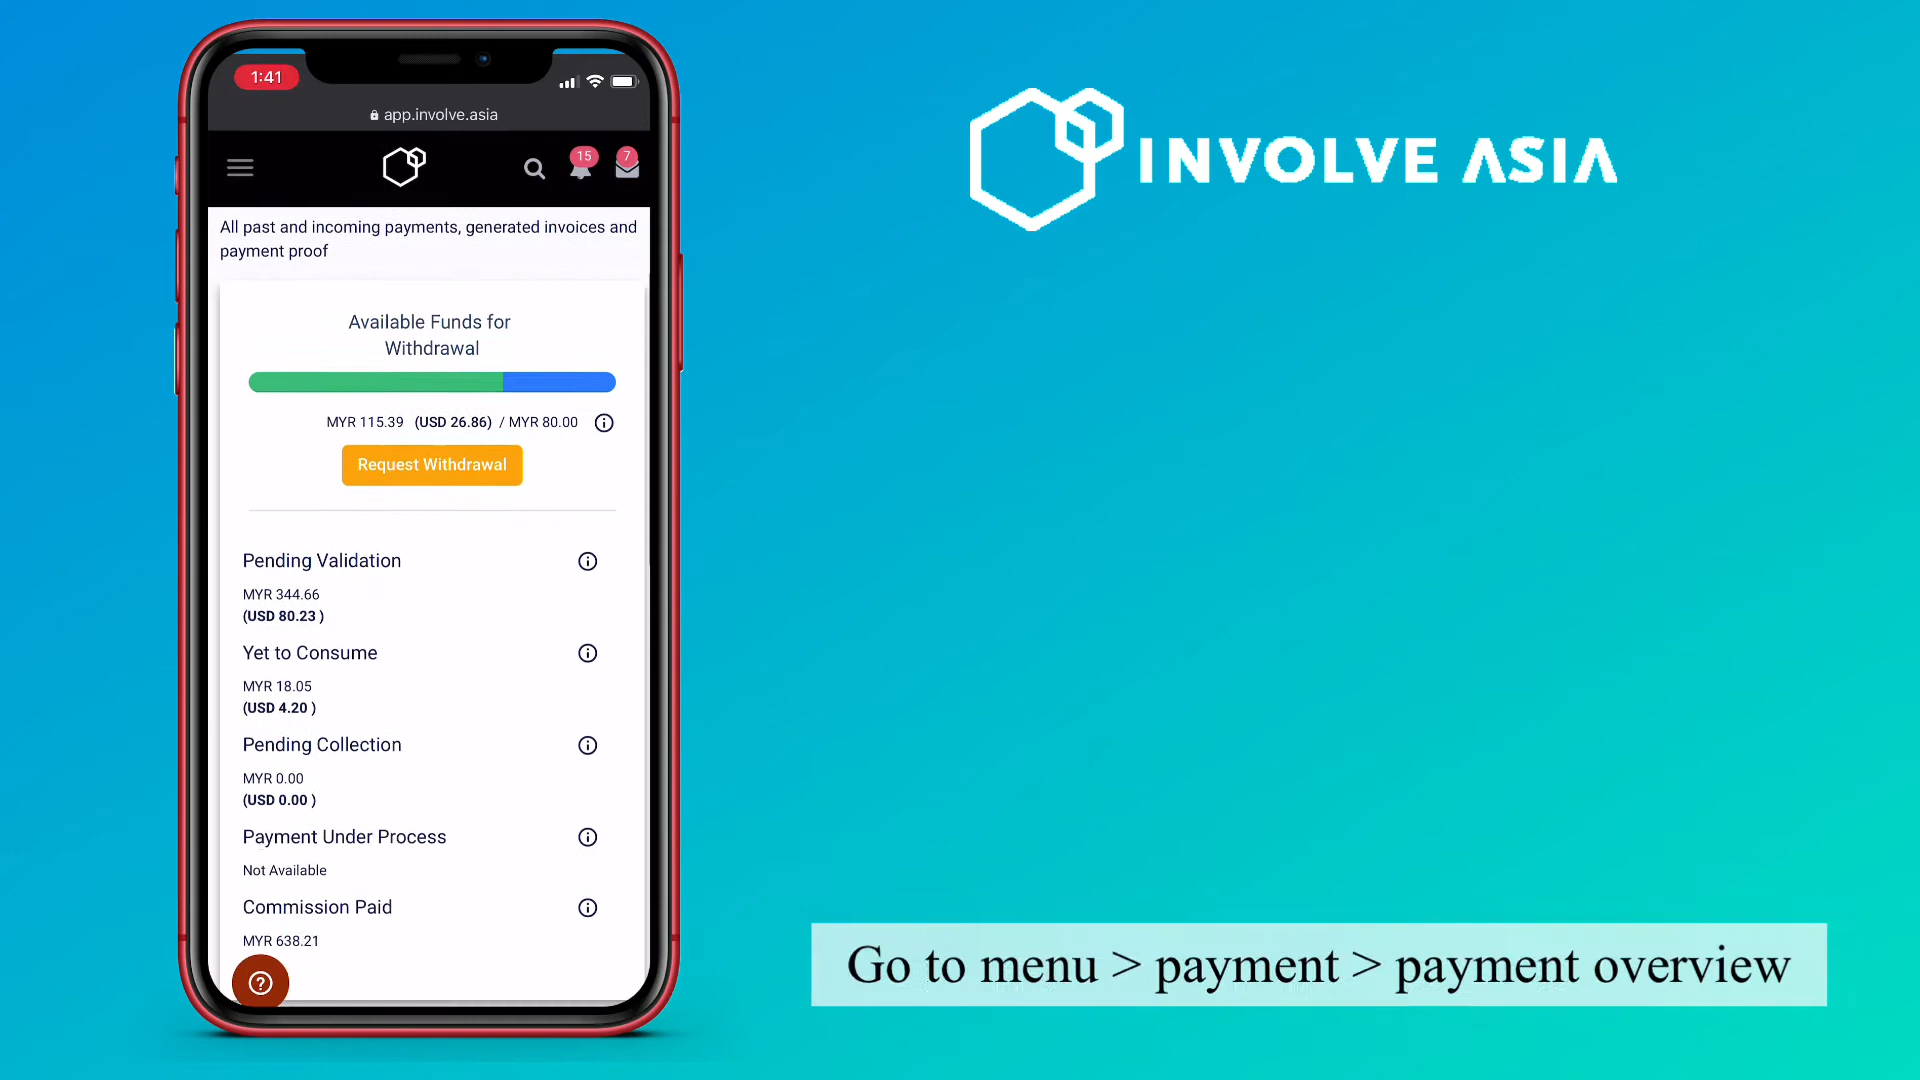 1:41
app.involve.asia
15
7
All past and incoming payments, generated invoices and
payment proof
Available Funds for
Withdrawal
MYR 115.39 (USD 26.86) / MYR 80.00
Request Withdrawal
Pending Validation
MYR 344.66
(USD 80.23 )
Yet to Consume
MYR 18.05
(USD 4.20 )
Pending Collection
MYR 0.00
(USD 0.00 )
Payment Under Process
Not Available
Commission Paid
MYR 638.21
INVOLVE ASIA
Go to menu > payment > payment overview